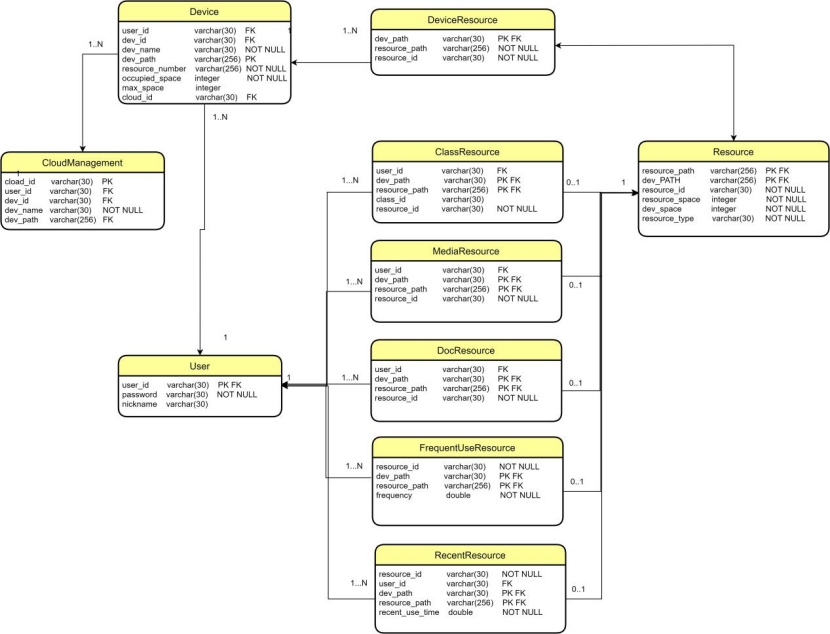 Device
user_id varchar(30) FK
dev_id varchar(30) FK
dev_name varchar(30) NOT NULL
dev_path varchar(256) PK
resource_number varchar(256) NOT NULL
occupied_space integer NOT NULL
max_space integer
cloud_id varchar(30) FK
1
1..N
DeviceResource
dev_path varchar(30) PK FK
resource_path varchar(256) NOT NULL
resource_id varchar(30) NOT NULL
1..N
1..N
CloudManagement
1
cload_id varchar(30) PK
user_id varchar(30) FK
dev_id varchar(30) FK
dev_name varchar(30) NOT NULL
dev_path varchar(256) FK
ClassResource
user_id varchar(30) FK
dev_path varchar(30) PK FK
resource_path varchar(256) PK FK
class_id varchar(30)
resource_id varchar(30) NOT NULL
1...N
0..1
1
Resource
resource_path varchar(256) PK FK
dev_PATH varchar(256) PK FK
resource_id varchar(30) NOT NULL
resource_space integer NOT NULL
dev_space integer NOT NULL
resource_type varchar(30) NOT NULL
MediaResource
user_id varchar(30) FK
dev_path varchar(30) PK FK
resource_path varchar(256) PK FK
resource_id varchar(30) NOT NULL
1...N
0..1
1
User
user_id varchar(30) PK FK
password varchar(30) NOT NULL
nickname varchar(30)
1
DocResource
user_id varchar(30) FK
dev_path varchar(30) PK FK
resource_path varchar(256) PK FK
resource_id varchar(30) NOT NULL
1...N
0..1
FrequentUseResource
resource_id varchar(30) NOT NULL
dev_path varchar(30) PK FK
resource_path varchar(256) PK FK
frequency double NOT NULL
1...N
0..1
RecentResource
resource_id varchar(30) NOT NULL
user_id varchar(30) FK
dev_path varchar(30) PK FK
resource_path varchar(256) PK FK
recent_use_time double NOT NULL
1...N
0..1